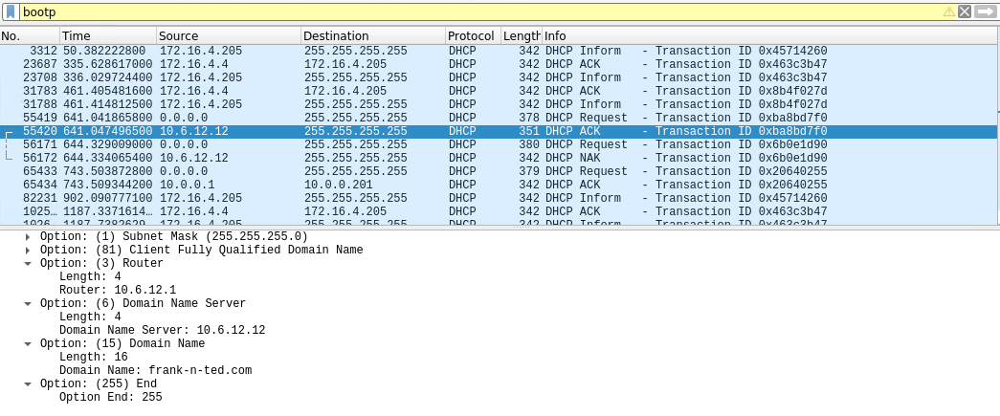 bootp
No. Time Source Destination Protocol Length Info
3312 50.382222800 172.16.4.205 255.255.255.255 DHCP 342 DHCP Inform - Transaction ID 0x45714260
23687 335.628617000 172.16.4.4 172.16.4.205 DHCP 342 DHCP ACK - Transaction ID 0x463c3b47
23708 336.029724400 172.16.4.205 255.255.255.255 DHCP 342 DHCP Inform - Transaction ID 0x463c3b47
31783 461.405481600 172.16.4.4 172.16.4.205 DHCP 342 DHCP ACK - Transaction ID 0x8b4f027d
31788 461.414812500 172.16.4.205 255.255.255.255 DHCP 342 DHCP Inform - Transaction ID 0x8b4f027d
55419 641.041865800 0.0.0.0 255.255.255.255 DHCP 378 DHCP Request - Transaction ID 0xba8bd7f0
55420 641.047496500 10.6.12.12 255.255.255.255 DHCP 351 DHCP ACK - Transaction ID 0xba8bd7f0
56171 644.329009000 0.0.0.0 255.255.255.255 DHCP 380 DHCP Request - Transaction ID 0x6b0e1d90
56172 644.334065400 10.6.12.12 255.255.255.255 DHCP 342 DHCP NAK - Transaction ID 0x6b0e1d90
65433 743.503872800 0.0.0.0 255.255.255.255 DHCP 379 DHCP Request - Transaction ID 0x20640255
65434 743.509344200 10.0.0.1 10.0.0.201 DHCP 342 DHCP ACK - Transaction ID 0x20640255
82231 902.090777100 172.16.4.205 255.255.255.255 DHCP 342 DHCP Inform - Transaction ID 0x45714260
1025… 1187.3371614… 172.16.4.4 172.16.4.205 DHCP 342 DHCP ACK - Transaction ID 0x463c3b47
1026… 1187.7382629… 172.16.4.205 255.255.255.255 DHCP 342 DHCP Inform - Transaction ID 0x463c3b47
Option: (1) Subnet Mask (255.255.255.0)
Option: (81) Client Fully Qualified Domain Name
Option: (3) Router
Length: 4
Router: 10.6.12.1
Option: (6) Domain Name Server
Length: 4
Domain Name Server: 10.6.12.12
Option: (15) Domain Name
Length: 16
Domain Name: frank-n-ted.com
Option: (255) End
Option End: 255